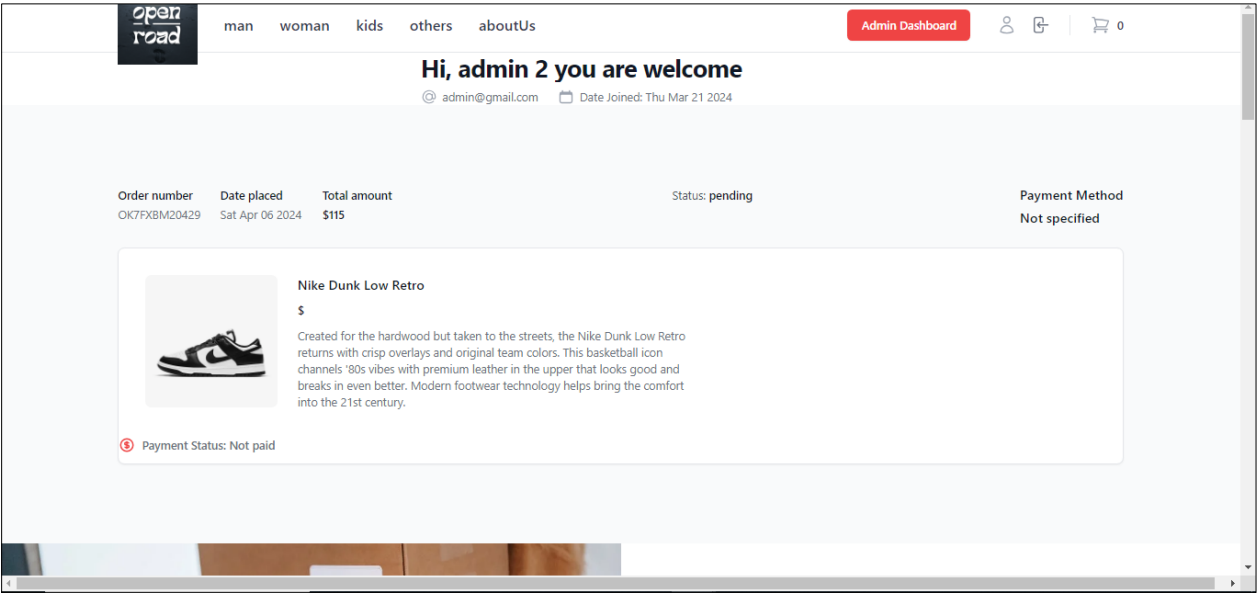 open
road
man woman kids others aboutUs
Admin Dashboard
0
Hi, admin 2 you are welcome
admin@gmail.com Date Joined: Thu Mar 21 2024
Order number Date placed Total amount Status: pending Payment Method
OK7FXBM20429 Sat Apr 06 2024 $115 Not specified
Nike Dunk Low Retro
$
Created for the hardwood but taken to the streets, the Nike Dunk Low Retro
returns with crisp overlays and original team colors. This basketball icon
channels '80s vibes with premium leather in the upper that looks good and
breaks in even better. Modern footwear technology helps bring the comfort
into the 21st century.
Payment Status: Not paid